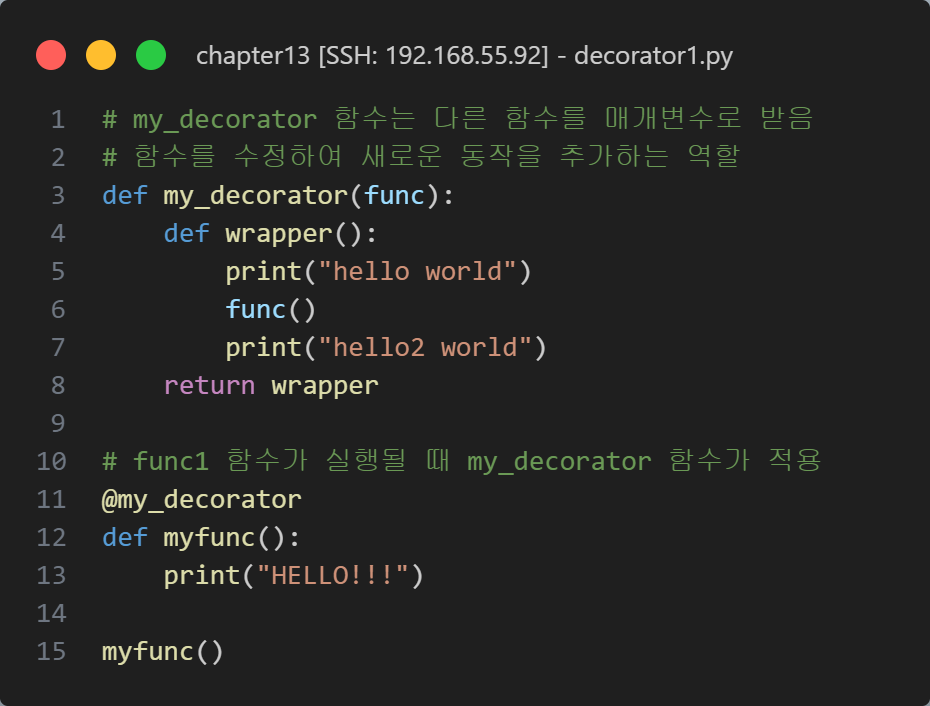 chapter13 [SSH: 192.168.55.92] - decorator1.py
1 # my_decorator 함수는 다른 함수를 매개변수로 받음
2 # 함수를 수정하여 새로운 동작을 추가하는 역할
3 def my_decorator(func):
4     def wrapper():
5         print("hello world")
6         func()
7         print("hello2 world")
8     return wrapper
9
10 # func1 함수가 실행될 때 my_decorator 함수가 적용
11 @my_decorator
12 def myfunc():
13     print("HELLO!!!")
14
15 myfunc()